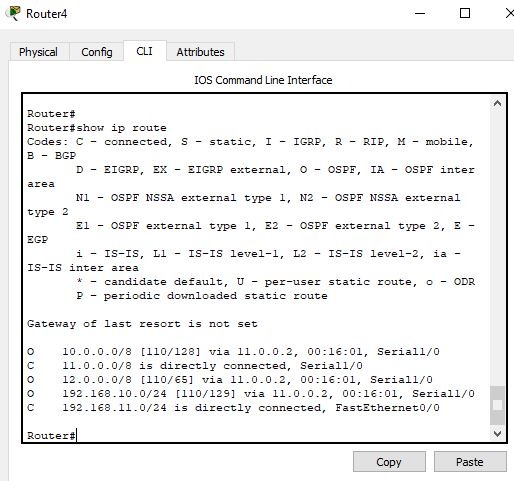 Router4
Physical Config CLI Attributes
IOS Command Line Interface
Router#
Router#show ip route
Codes: C - connected, S - static, I - IGRP, R - RIP, M - mobile,
B - BGP
D - EIGRP, EX - EIGRP external, O - OSPF, IA - OSPF inter
area
N1 - OSPF NSSA external type 1, N2 - OSPF NSSA external
type 2
E1 - OSPF external type 1, E2 - OSPF external type 2, E -
EGP
i - IS-IS, L1 - IS-IS level-1, L2 - IS-IS level-2, ia -
IS-IS inter area
* - candidate default, U - per-user static route, o - ODR
P - periodic downloaded static route
Gateway of last resort is not set
O 10.0.0.0/8 [110/128] via 11.0.0.2, 00:16:01, Serial1/0
C 11.0.0.0/8 is directly connected, Serial1/0
O 12.0.0.0/8 [110/65] via 11.0.0.2, 00:16:01, Serial1/0
O 192.168.10.0/24 [110/129] via 11.0.0.2, 00:16:01, Serial1/0
C 192.168.11.0/24 is directly connected, FastEthernet0/0
Router#
Copy Paste